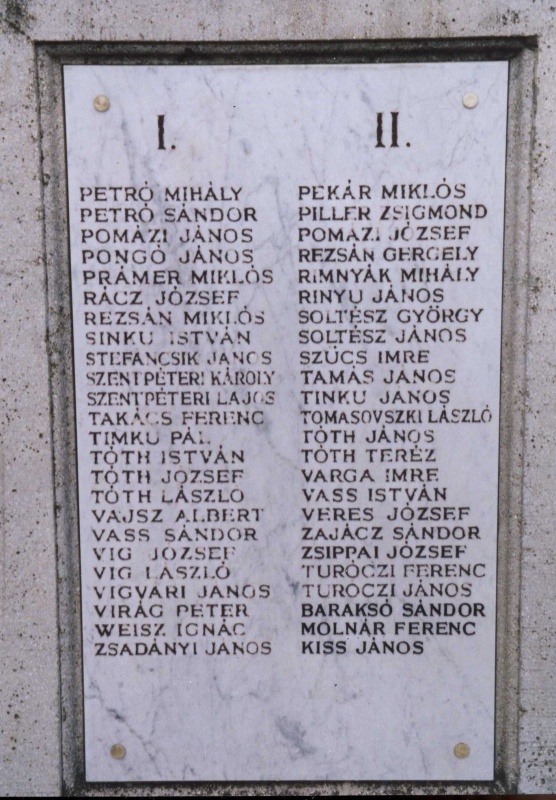 I.
PETRÓ MIHÁLY
PETRÓ SÁNDOR
POMÁZI JÁNOS
PONGÓ JÁNOS
PRÁMER MIKLÓS
RÁCZ JÓZSEF
REZSÁN MIKLÓS
SINKU ISTVÁN
STEFANCSIK JÁNOS
SZENTPÉTERI KÁROLY
SZENTPÉTERI LAJOS
TAKÁCS FERENC
TIMKU PÁL
TÓTH ISTVÁN
TÓTH JÓZSEF
TÓTH LÁSZLÓ
VAJSZ ALBERT
VASS SÁNDOR
VIG JÓZSEF
VIG LÁSZLÓ
VIGVÁRI JÁNOS
VIRÁG PÉTER
WEISZ IGNÁC
ZSADÁNYI JÁNOS
II.
PEKÁR MIKLÓS
PILLER ZSIGMOND
POMÁZI JÓZSEF
REZSÁN GERGELY
RIMNYÁK MIHÁLY
RINYU JÁNOS
SOLTÉSZ GYÖRGY
SOLTÉSZ JÁNOS
SZŰCS IMRE
TAMÁS JÁNOS
TINKU JÁNOS
TOMASOVSZKI LÁSZLÓ
TÓTH JÁNOS
TÓTH TERÉZ
VARGA IMRE
VASS ISTVÁN
VERES JÓZSEF
ZAJÁCZ SÁNDOR
ZSIPPAI JÓZSEF
TURÓCZI FERENC
TURÓCZI JÁNOS
BARAKSÓ SÁNDOR
MOLNÁR FERENC
KISS JÁNOS